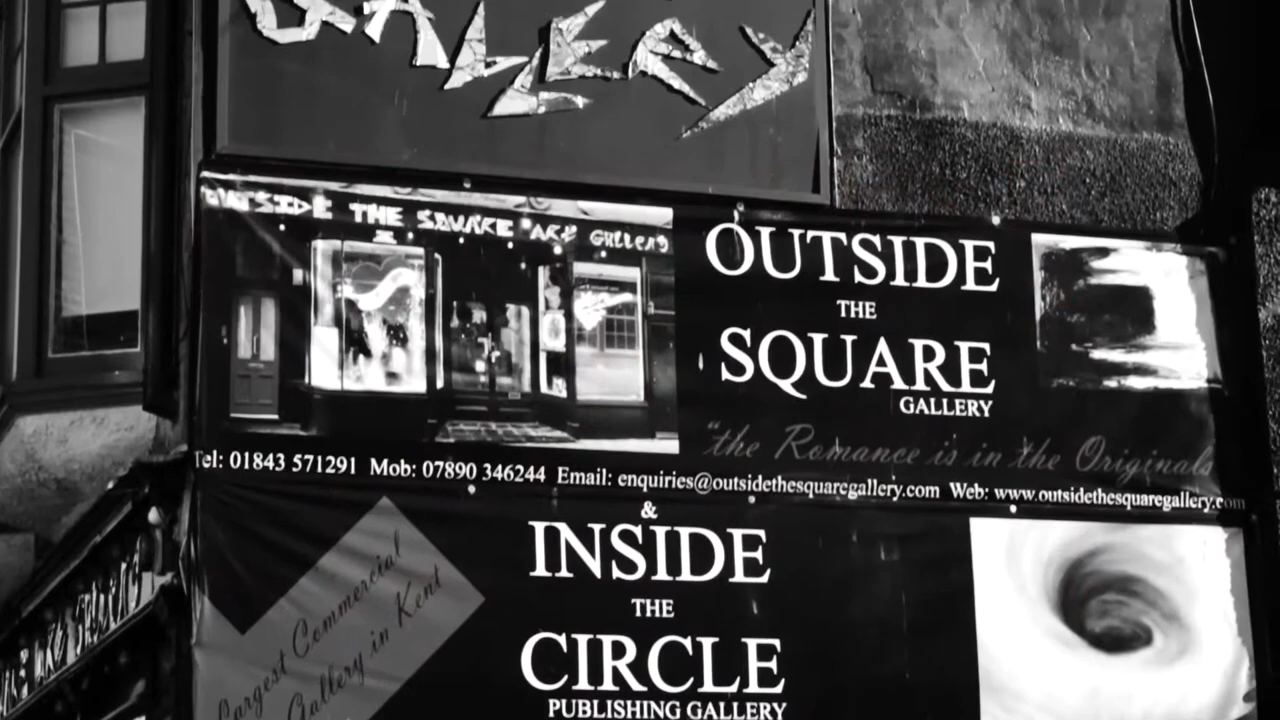 GALLERY
OUTSIDE THE SQUARE ART GALLERY
OUTSIDE
THE
SQUARE
GALLERY
"the Romance is in the Originals
Tel: 01843 571291 Mob: 07890 346244 Email: enquiries@outsidethesquaregallery.com Web: www.outsidethesquaregallery.com
&
INSIDE
THE
CIRCLE
PUBLISHING GALLERY
Largest Commercial
Gallery in Kent